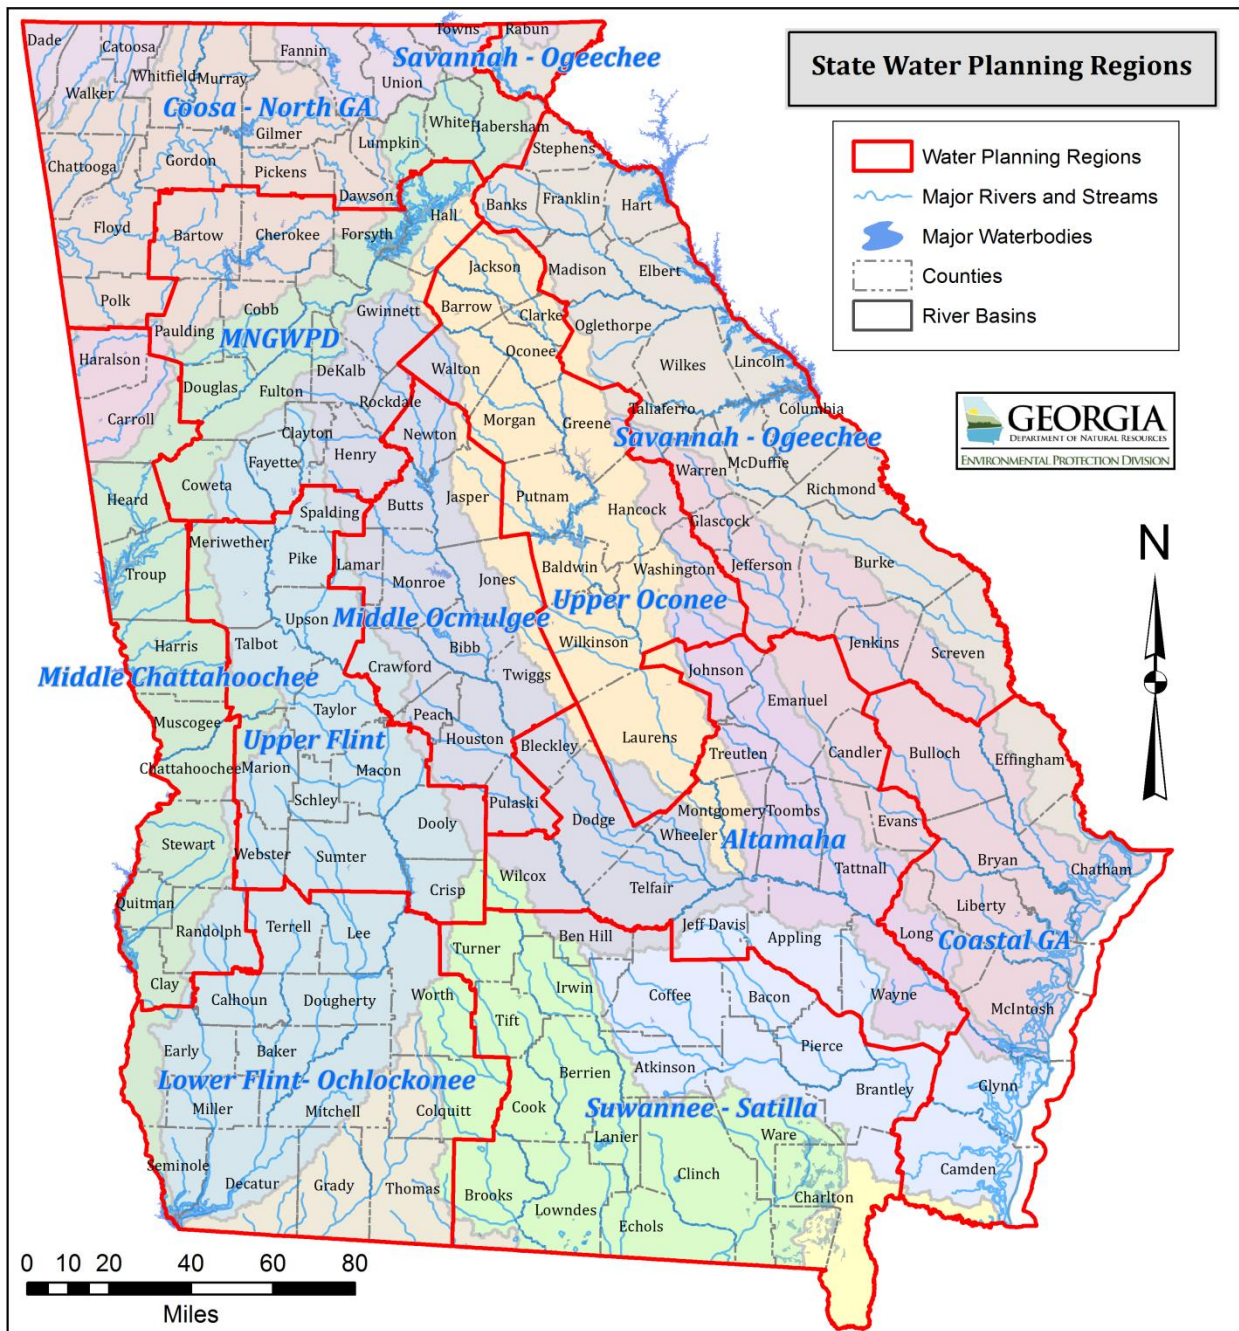 State Water Planning Regions
Water Planning Regions
Major Rivers and Streams
Major Waterbodies
Counties
River Basins
GEORGIA
DEPARTMENT OF NATURAL RESOURCES
ENVIRONMENTAL PROTECTION DIVISION
N
Towns
Rabun
Dade
Catoosa
Fannin
Savannah - Ogeechee
Whitfield
Murray
Union
Walker
Coosa - North GA
White
Habersham
Gilmer
Lumpkin
Stephens
Chattooga
Gordon
Pickens
Dawson
Banks
Franklin
Hart
Hall
Floyd
Bartow
Cherokee
Forsyth
Jackson
Madison
Elbert
Polk
Cobb
Gwinnett
Barrow
Clarke
Oglethorpe
Paulding
MNGWPD
Oconee
Haralson
DeKalb
Walton
Wilkes
Lincoln
Douglas
Fulton
Rockdale
Carroll
Morgan
Greene
Taliaferro
Columbia
Clayton
Newton
Savannah - Ogeechee
Fayette
Henry
Warren
McDuffie
Coweta
Richmond
Heard
Butts
Jasper
Putnam
Hancock
Spalding
Glascock
Meriwether
Pike
Lamar
Jefferson
Burke
Troup
Monroe
Jones
Baldwin
Washington
Upper Oconee
Upson
Middle Ocmulgee
Harris
Talbot
Bibb
Wilkinson
Jenkins
Screven
Middle Chattahoochee
Crawford
Twiggs
Johnson
Emanuel
Taylor
Muscogee
Peach
Upper Flint
Houston
Bleckley
Laurens
Treutlen
Candler
Bulloch
Effingham
Chattahoochee
Marion
Macon
Schley
Pulaski
Dodge
Montgomery
Toombs
Dooly
Evans
Stewart
Webster
Sumter
Wheeler
Altamaha
Bryan
Chatham
Tattnall
Quitman
Crisp
Wilcox
Telfair
Liberty
Randolph
Terrell
Lee
Jeff Davis
Appling
Long
Coastal GA
Turner
Ben Hill
Clay
Calhoun
Dougherty
Worth
Irwin
Coffee
Bacon
Wayne
McIntosh
Tift
Early
Baker
Pierce
Lower Flint- Ochlockonee
Berrien
Atkinson
Brantley
Glynn
Miller
Mitchell
Colquitt
Cook
Suwannee - Satilla
Lanier
Ware
Seminole
Clinch
Camden
Decatur
Grady
Thomas
Brooks
Charlton
Lowndes
Echols
0 10 20 40 60 80
Miles